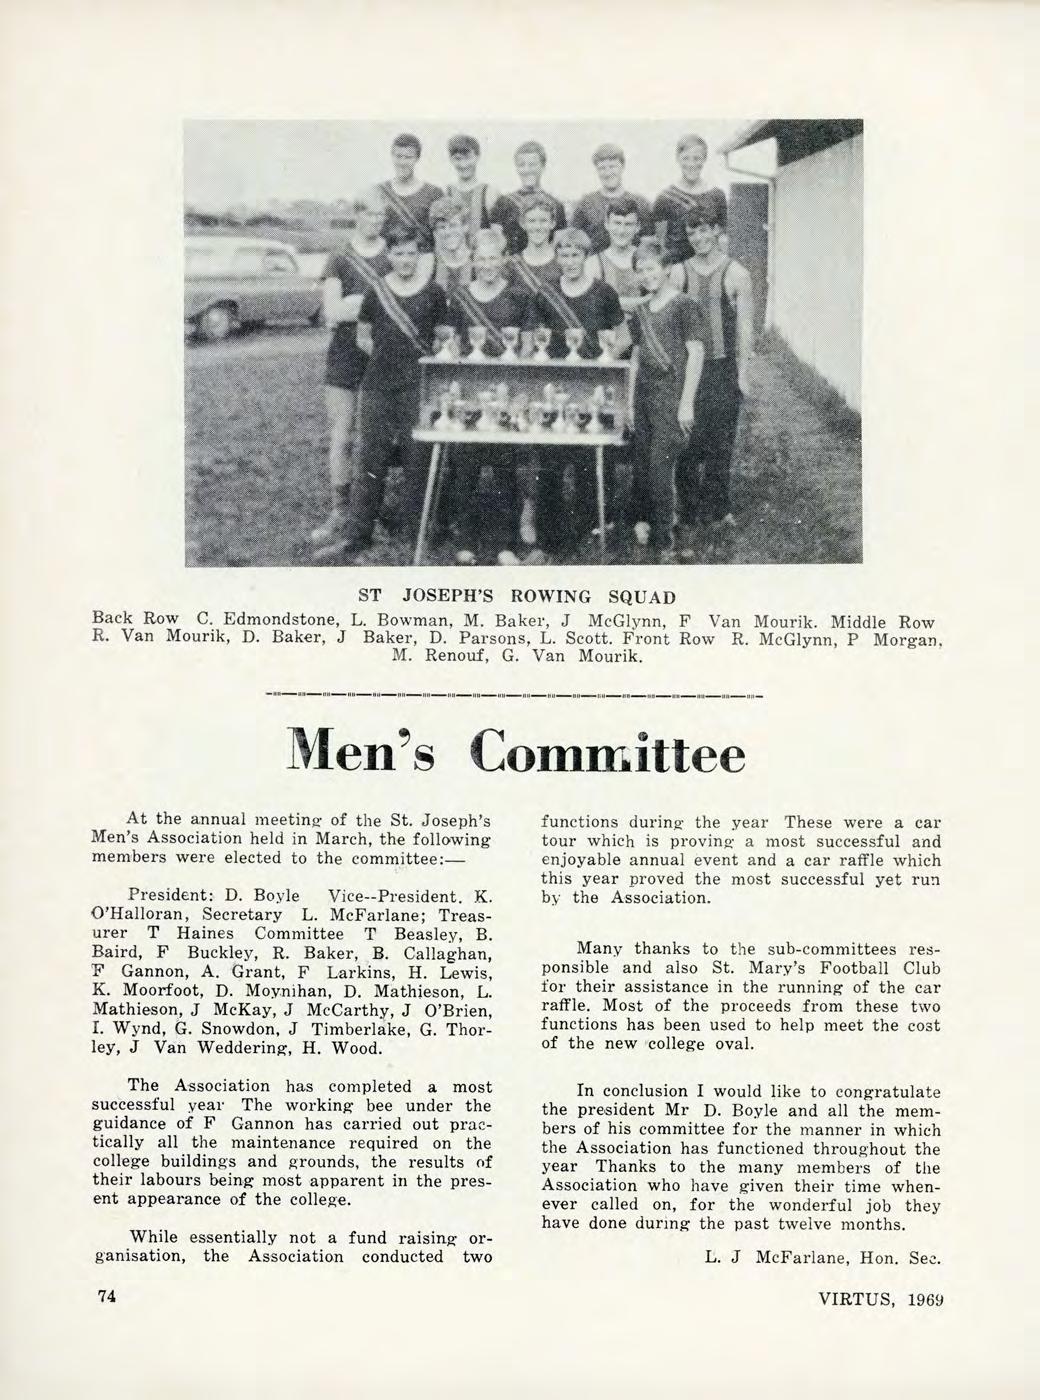 ST JOSEPH'S ROWING SQUAD
Back Row C. Edmondstone, L. Bowman, M. Baker, J McGlynn, F Van Mourik. Middle Row
R. Van Mourik, D. Baker, J Baker, D. Parsons, L. Scott. Front Row R. McGlynn, P Morgan,
M. Renouf, G. Van Mourik.
Men's Committee
At the annual meeting of the St. Joseph's
Men's Association held in March, the following
members were elected to the committee:—
President: D. Boyle Vice--President. K.
O'Halloran, Secretary L. McFarlane; Treas-
urer T Haines Committee T Beasley, B.
Baird, F Buckley, R. Baker, B. Callaghan,
F Gannon, A. Grant, F Larkins, H. Lewis,
K. Moorfoot, D. Moynihan, D. Mathieson, L.
Mathieson, J McKay, J McCarthy, J O'Brien,
I. Wynd, G. Snowdon, J Timberlake, G. Thor-
ley, J Van Weddering, H. Wood.
The Association has completed a most
successful year The working bee under the
guidance of F Gannon has carried out prac-
tically all the maintenance required on the
college buildings and grounds, the results of
their labours being most apparent in the pres-
ent appearance of the college.
While essentially not a fund raising or-
ganisation, the Association conducted two
functions during the year These were a car
tour which is proving a most successful and
enjoyable annual event and a car raffle which
this year proved the most successful yet run
by the Association.
Many thanks to the sub-committees res-
ponsible and also St. Mary's Football Club
for their assistance in the running of the car
raffle. Most of the proceeds from these two
functions has been used to help meet the cost
of the new college oval.
In conclusion I would like to congratulate
the president Mr D. Boyle and all the mem-
bers of his committee for the manner in which
the Association has functioned throughout the
year Thanks to the many members of the
Association who have given their time when-
ever called on, for the wonderful job they
have done during the past twelve months.
L. J McFarlane, Hon. Sec.
74
VIRTUS, 1969